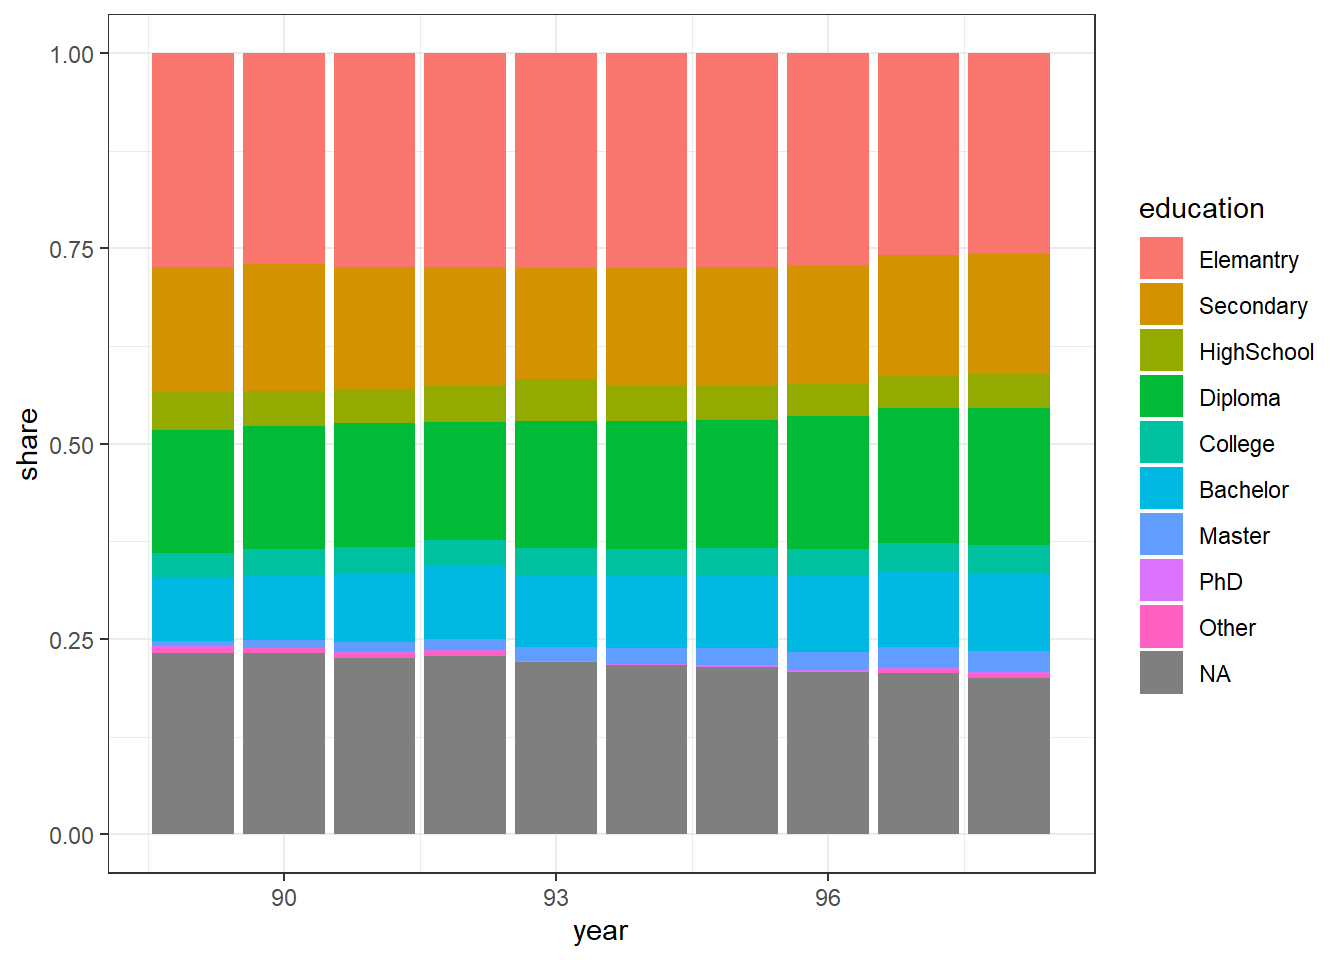 1.00
0.75
0.50
0.25
0.00
share
90
93
96
year
education
Elemantry
Secondary
HighSchool
Diploma
College
Bachelor
Master
PhD
Other
NA